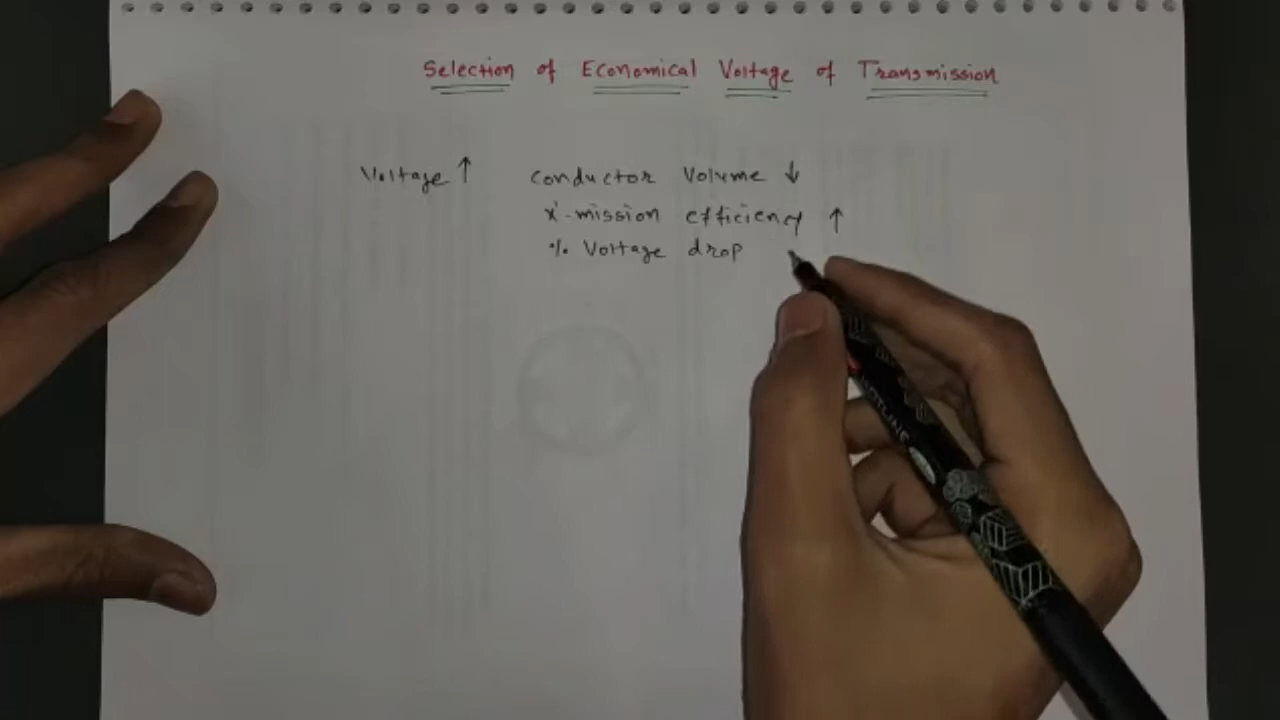 Selection of Economical Voltage of Transmission
Voltage ↑ conductor Volume ↓
x'-mission efficiency ↑
% Voltage drop